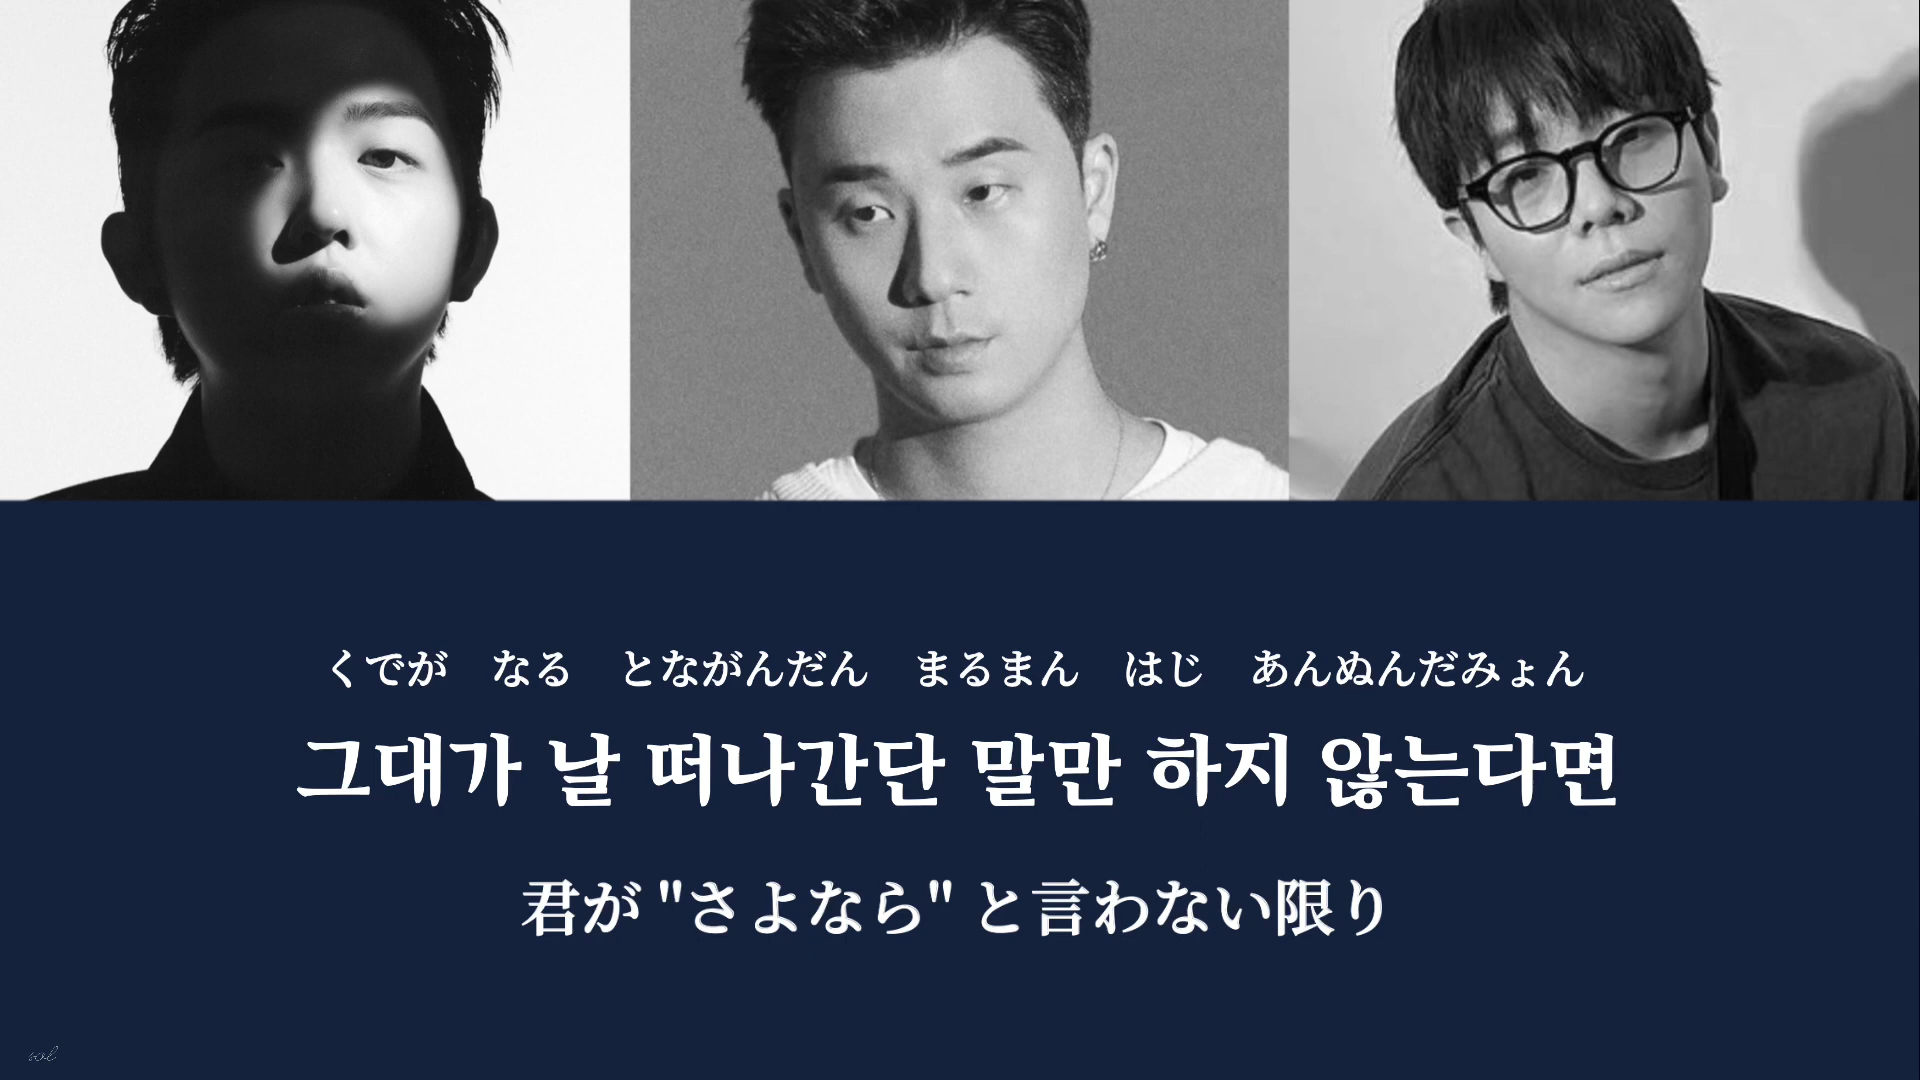 くでが なる とながんだん まるまん はじ あんぬんだみょん
그대가 날 떠나간단 말만 하지 않는다면
君が "さよなら" と言わない限り
sol